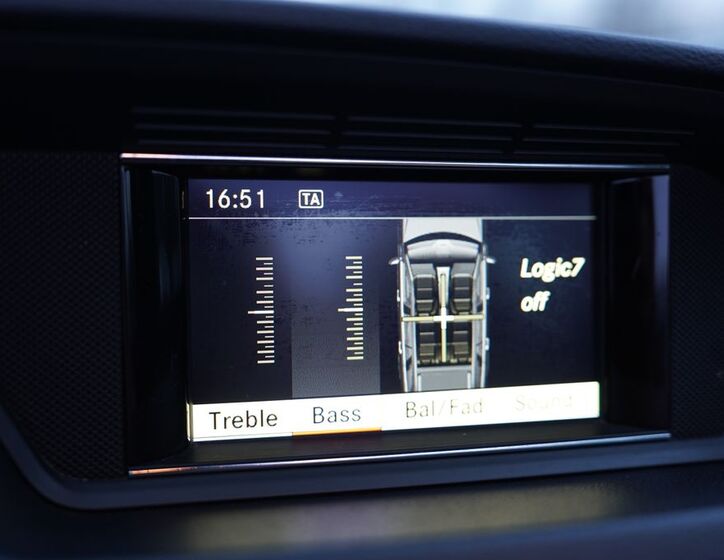 16:51 TA
Logic7
off
Treble Bass Bal/Fad Sound